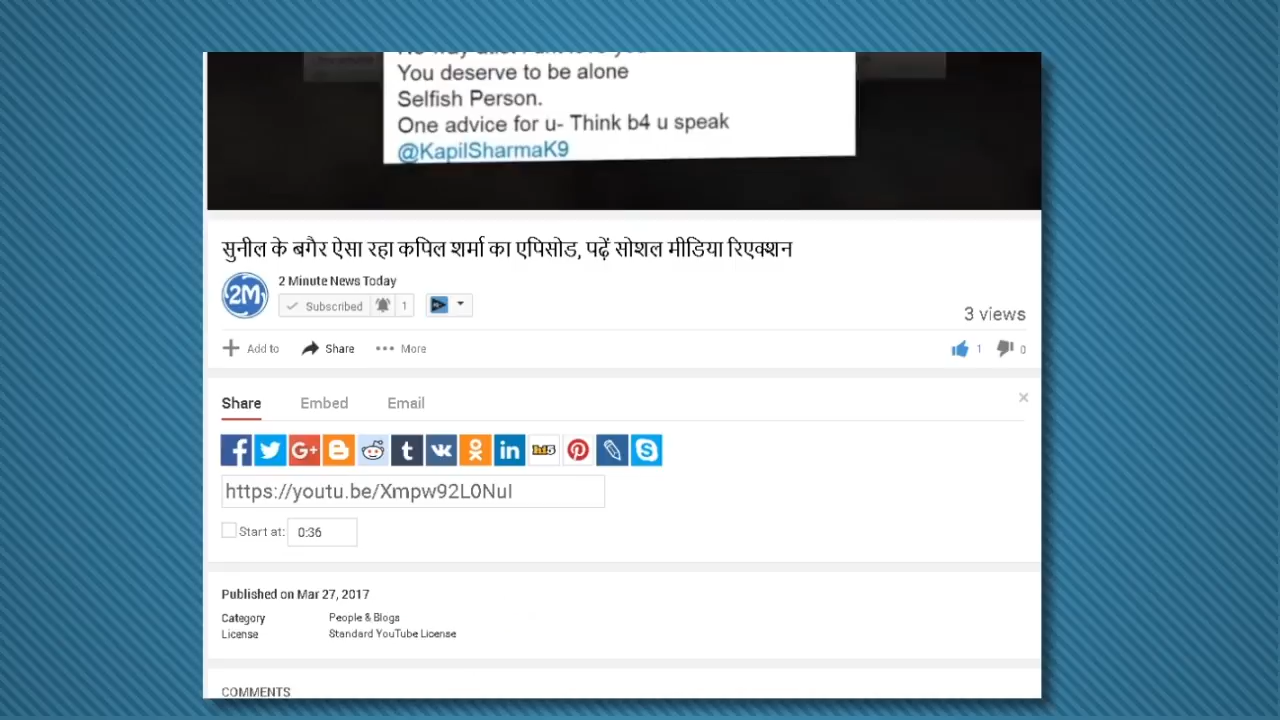 You deserve to be alone
Selfish Person.
One advice for u- Think b4 u speak
@KapilSharmaK9
सुनील के बगैर ऐसा रहा कपिल शर्मा का एपिसोड, पढ़ें सोशल मीडिया रिएक्शन
2M
2 Minute News Today
Subscribed 1
3 views
Add to Share More 1 0
Share Embed Email
https://youtu.be/Xmpw92L0NuI
Start at: 0:36
Published on Mar 27, 2017
Category People & Blogs
License Standard YouTube License
COMMENTS